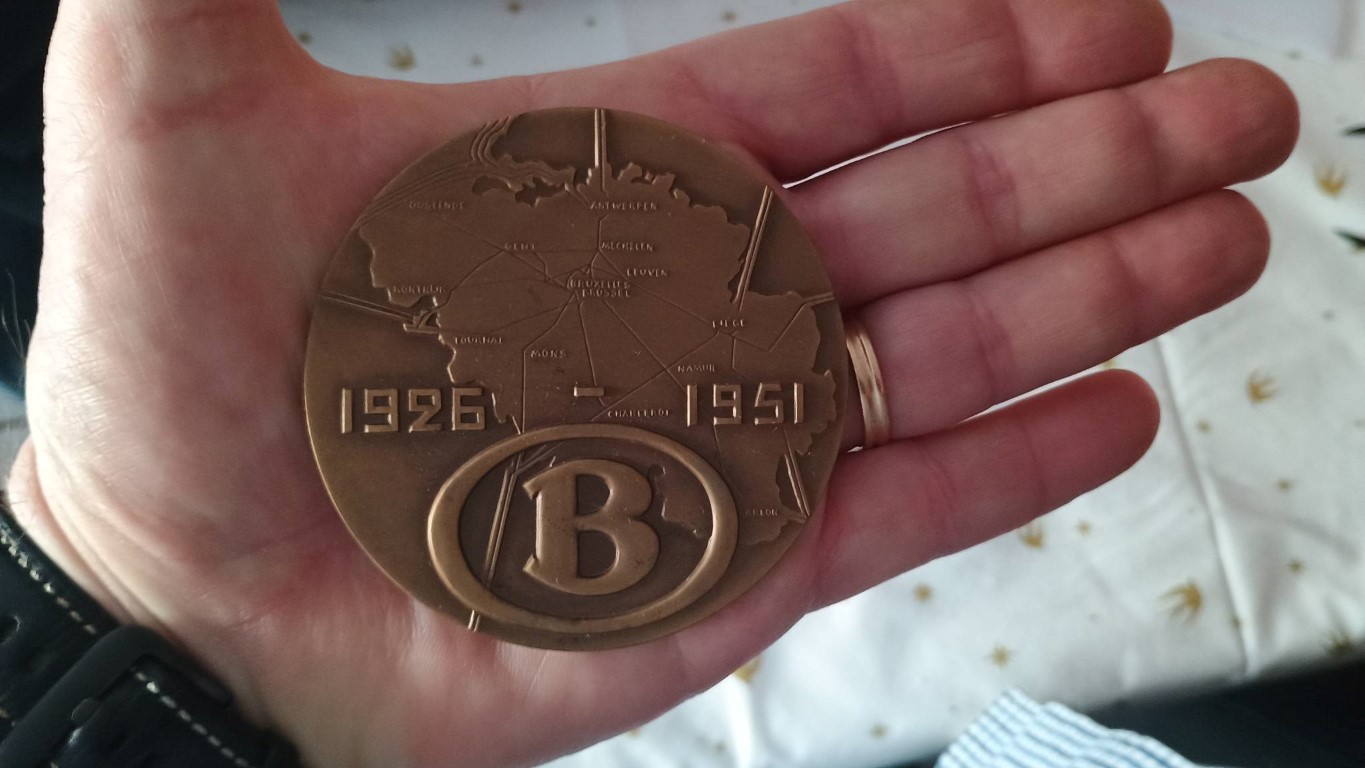 OOSTENDE
ANTWERPEN
GENT
MECHELEN
LEUVEN
BRUXELLES
BRUSSEL
KORTRIJK
LIEGE
TOURNAI
MONS
NAMUR
1926 - 1951
CHARLEROI
B
ARLON